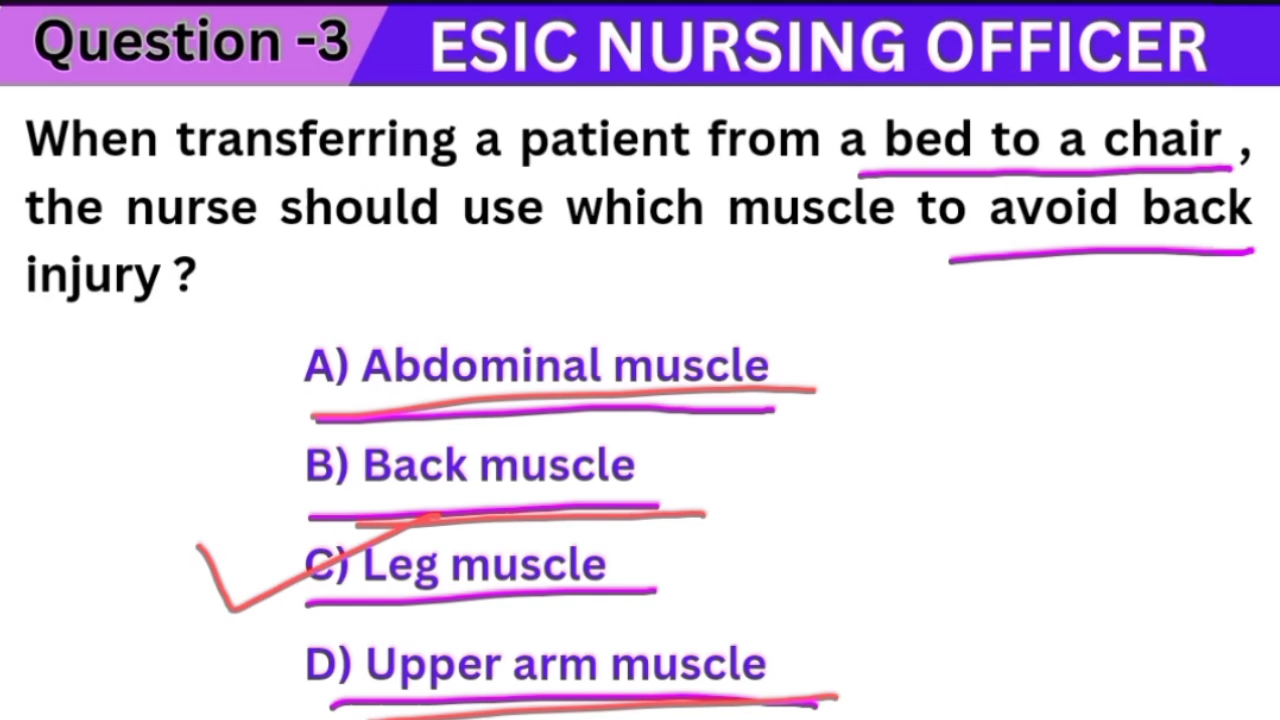 Question -3
ESIC NURSING OFFICER
When transferring a patient from a bed to a chair ,
the nurse should use which muscle to avoid back
injury ?
A) Abdominal muscle
B) Back muscle
C) Leg muscle
D) Upper arm muscle